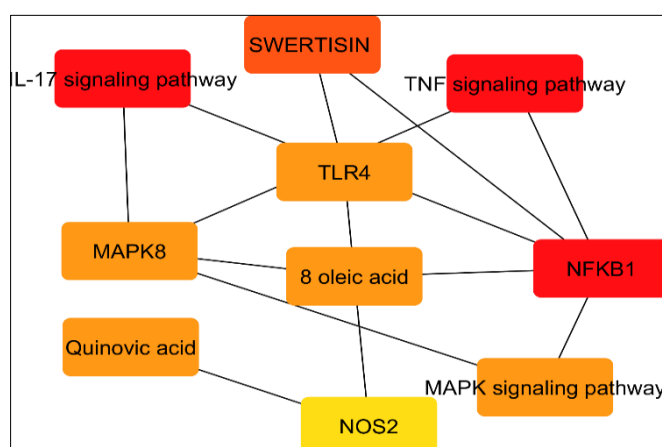 SWERTISIN
IL-17 signaling pathway
TNF signaling pathway
TLR4
MAPK8
8 oleic acid
NFKB1
Quinovic acid
MAPK signaling pathway
NOS2